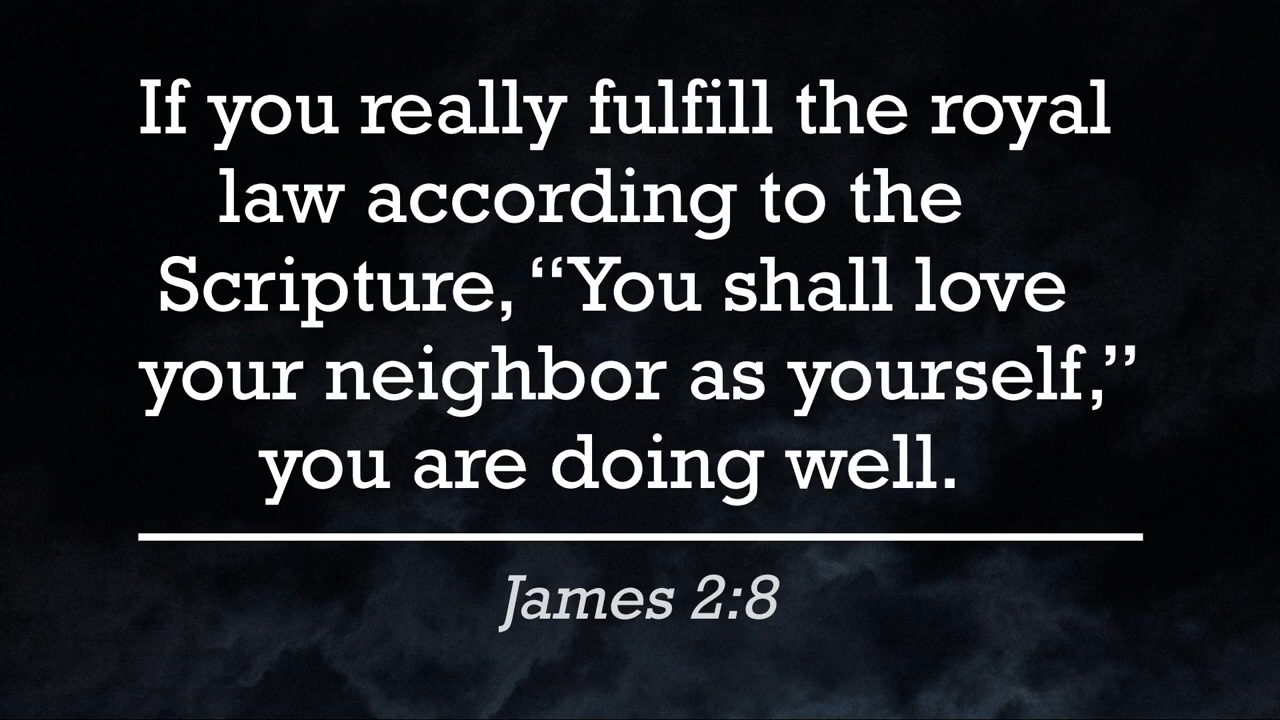 If you really fulfill the royal
law according to the
Scripture, “You shall love
your neighbor as yourself,”
you are doing well.
James 2:8